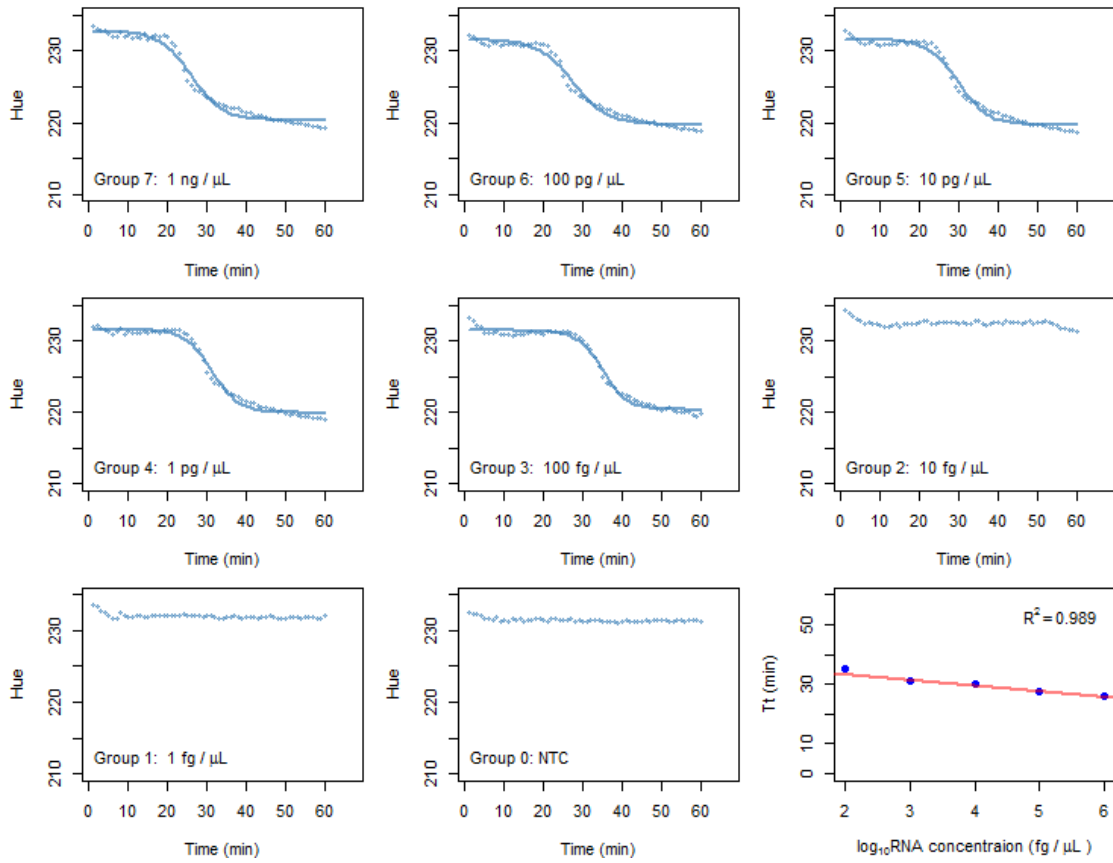 Hue
230
220
210
Group 7: 1 ng / μL
0 10 20 30 40 50 60
Time (min)
Hue
230
220
210
Group 6: 100 pg / μL
0 10 20 30 40 50 60
Time (min)
Hue
230
220
210
Group 5: 10 pg / μL
0 10 20 30 40 50 60
Time (min)
Hue
230
220
210
Group 4: 1 pg / μL
0 10 20 30 40 50 60
Time (min)
Hue
230
220
210
Group 3: 100 fg / μL
0 10 20 30 40 50 60
Time (min)
Hue
230
220
210
Group 2: 10 fg / μL
0 10 20 30 40 50 60
Time (min)
Hue
230
220
210
Group 1: 1 fg / μL
0 10 20 30 40 50 60
Time (min)
Hue
230
220
210
Group 0: NTC
0 10 20 30 40 50 60
Time (min)
Tt (min)
50
30
10
0
R² = 0.989
2 3 4 5 6
log₁₀RNA concentraion (fg / μL )